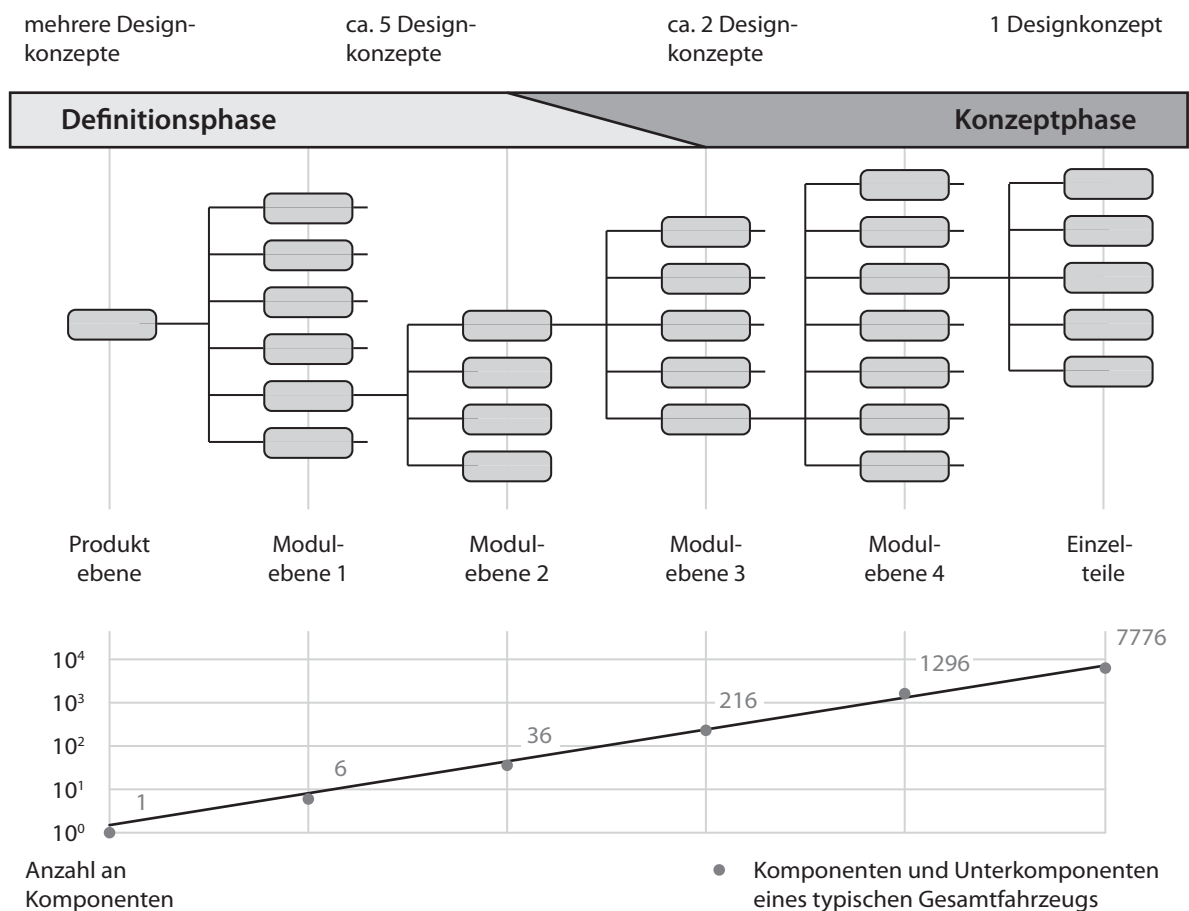 mehrere Design-
konzepte
ca. 5 Design-
konzepte
ca. 2 Design-
konzepte
1 Designkonzept
Definitionsphase
Konzeptphase
Produkt
ebene
Modul-
ebene 1
Modul-
ebene 2
Modul-
ebene 3
Modul-
ebene 4
Einzel-
teile
10⁴
10³
10²
10¹
10⁰
1
6
36
216
1296
7776
Anzahl an
Komponenten
Komponenten und Unterkomponenten
eines typischen Gesamtfahrzeugs